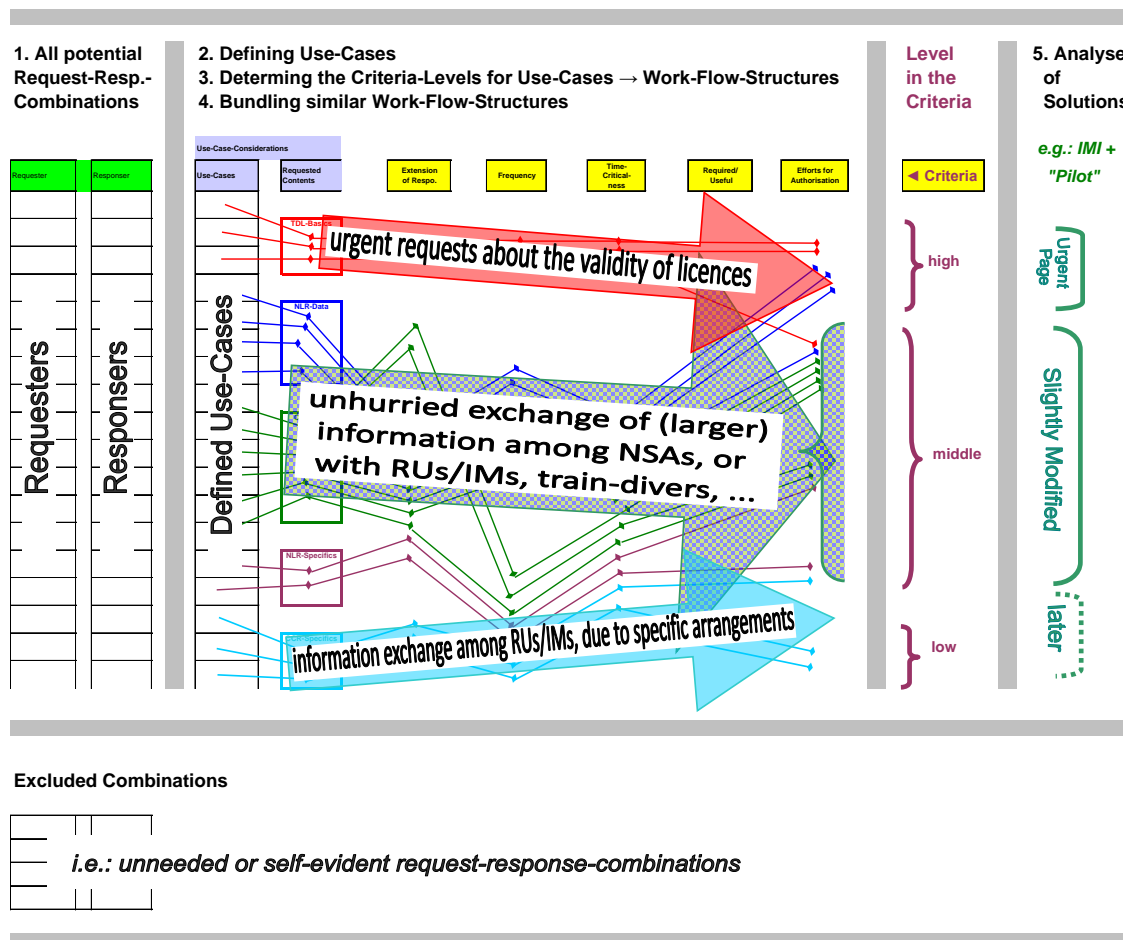 1. All potential
Request-Resp.-
Combinations
2. Defining Use-Cases
3. Determing the Criteria-Levels for Use-Cases → Work-Flow-Structures
4. Bundling similar Work-Flow-Structures
Level
in the
Criteria
5. Analyse
of
Solutions
e.g.: IMI +
"Pilot"
Use-Case-Considerations
Requester
Responser
Use-Cases
Requested
Contents
Extension
of Respo.
Frequency
Time-
Critical-
ness
Required/
Useful
Efforts for
Authorisation
◄ Criteria
TDL-Basics
urgent requests about the validity of licences
high
Urgent
Page
NLR-Data
Requesters
Responsers
Defined Use-Cases
unhurried exchange of (larger)
information among NSAs, or
with RUs/IMs, train-divers, ...
middle
Slightly Modified
NLR-Specifics
CCR-Specifics
information exchange among RUs/IMs, due to specific arrangements
low
later
Excluded Combinations
i.e.: unneeded or self-evident request-response-combinations